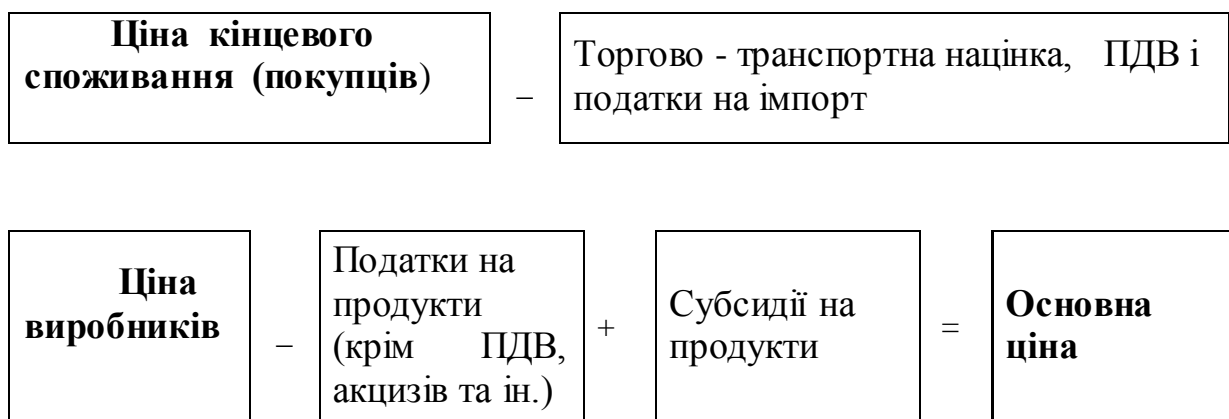 Ціна кінцевого
споживання (покупців)
–
Торгово - транспортна націнка, ПДВ і
податки на імпорт
Ціна
виробників
–
Податки на
продукти
(крім ПДВ,
акцизів та ін.)
+
Субсидії на
продукти
=
Основна
ціна